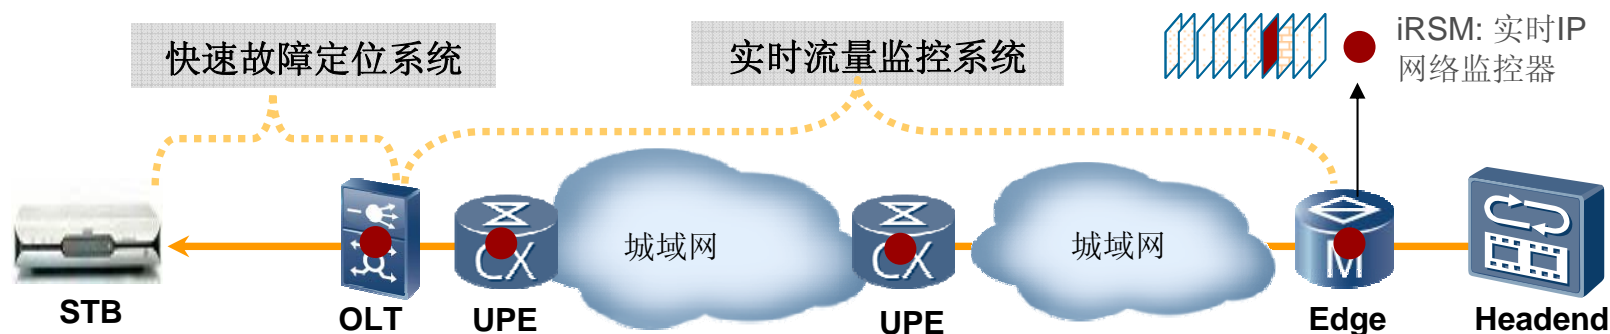 快速故障定位系统
实时流量监控系统
iRSM: 实时IP
网络监控器
城域网
城域网
CX
CX
M
STB
OLT
UPE
UPE
Edge
Headend